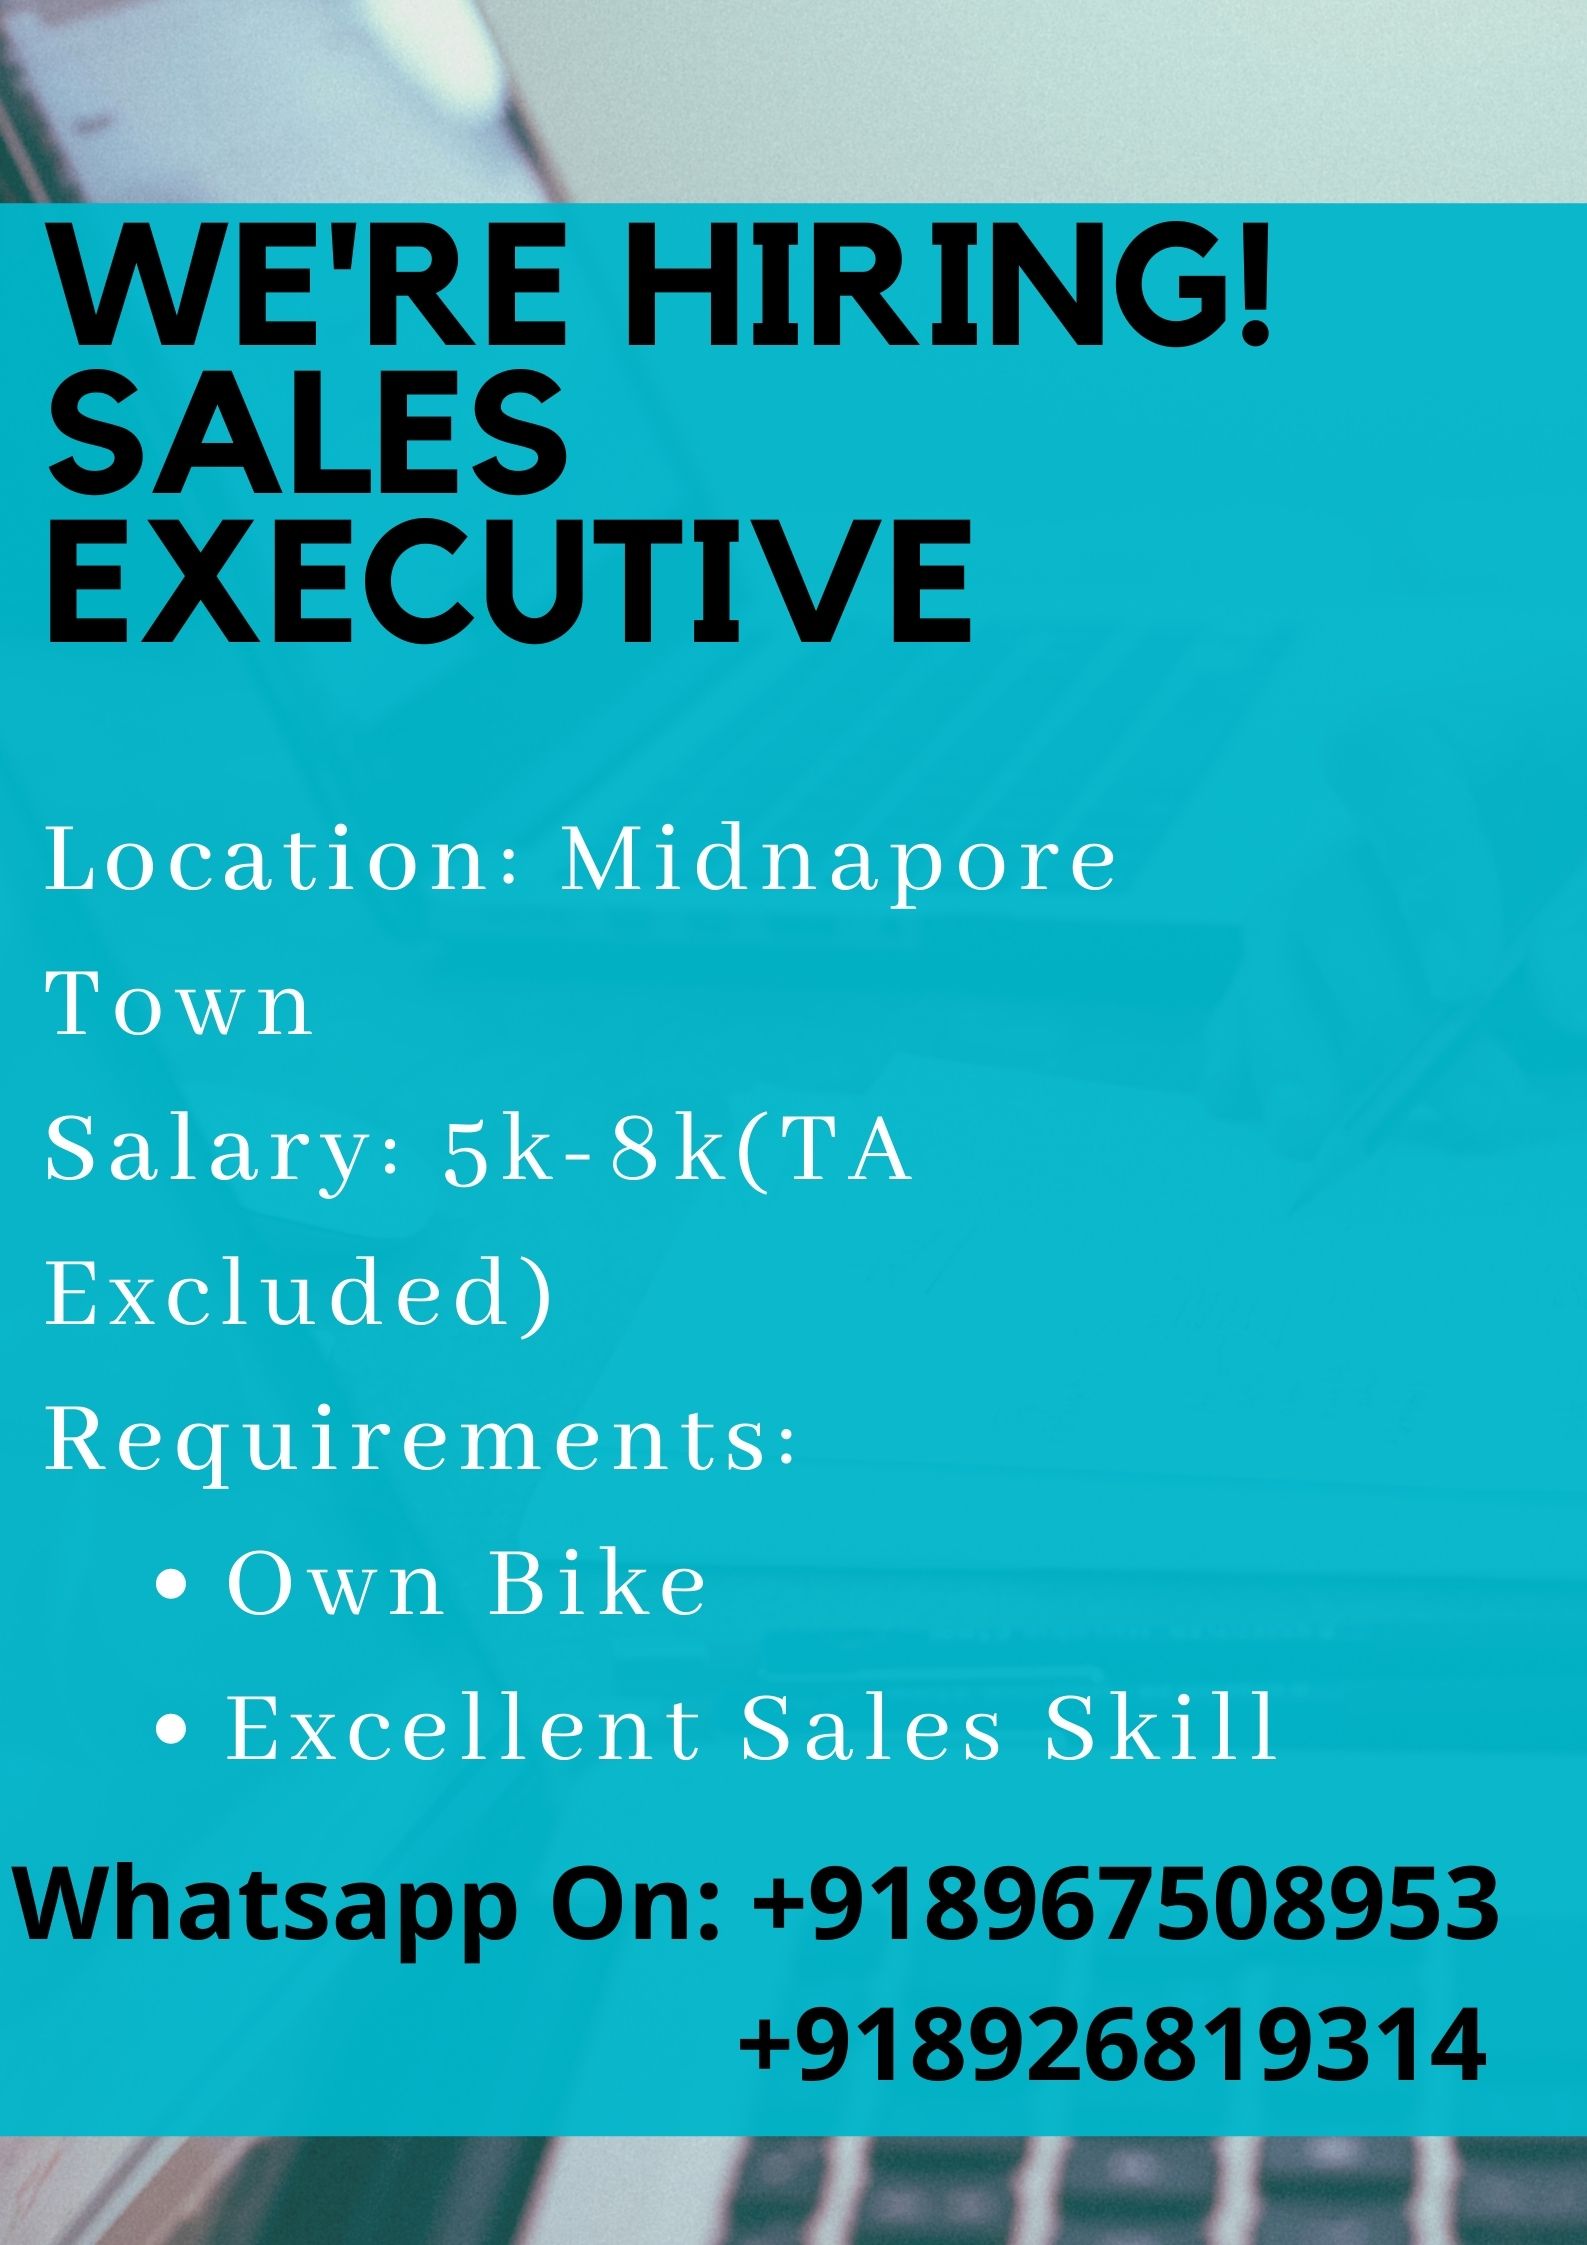 WE'RE HIRING!
SALES
EXECUTIVE
Location: Midnapore
Town
Salary: 5k-8k(TA
Excluded)
Requirements:
• Own Bike
• Excellent Sales Skill
Whatsapp On: +918967508953
+918926819314